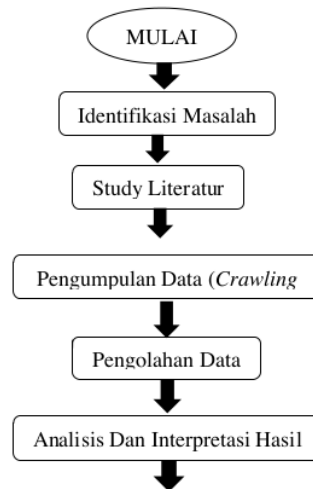 MULAI
Identifikasi Masalah
Study Literatur
Pengumpulan Data (Crawling
Pengolahan Data
Analisis Dan Interpretasi Hasil